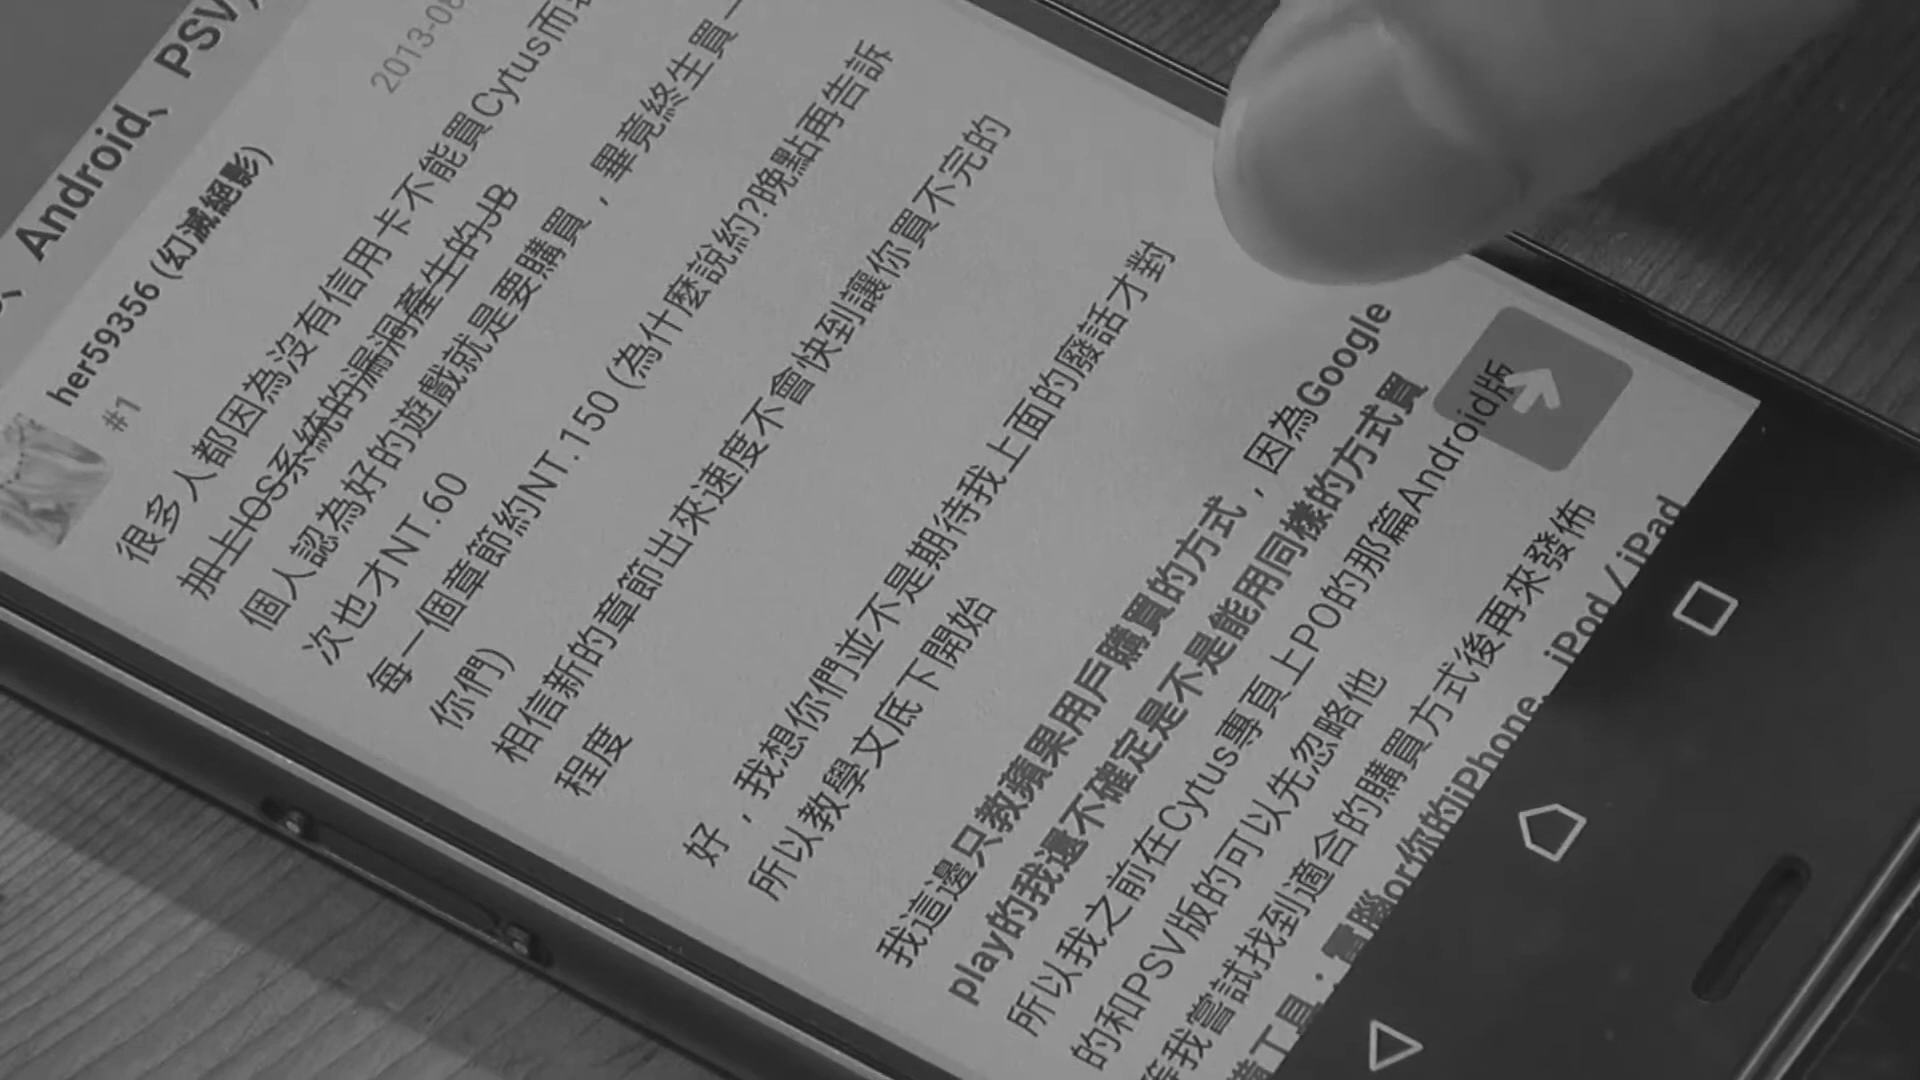 、Android、PSV)
her59356 (幻滅絕影)
2013-08
#1
很多人都因為沒有信用卡不能買Cytus而
加上IOS系統的漏洞產生的JB
個人認為好的遊戲就是要購買，畢竟終生買一
次也才NT.60
每一個章節約NT.150 (為什麼說約?晚點再告訴
你們)
相信新的章節出來速度不會快到讓你買不完的
程度
好，我想你們並不是期待我上面的廢話才對
所以教學文底下開始
我這邊只教蘋果用戶購買的方式，因為Google
play的我還不確定是不是能用同樣的方式買
所以我之前在Cytus專頁上PO的那篇Android版
的和PSV版的可以先忽略他
等我嘗試找到適合的購買方式後再來發佈
工具：電腦or你的iPhone、iPod / iPad